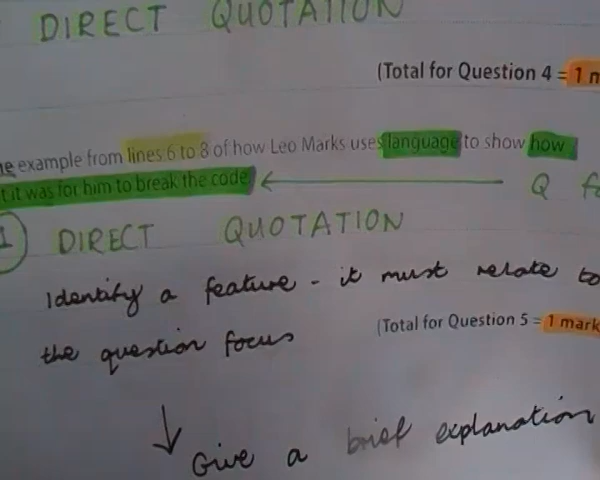 DIRECT QUOTATION
(Total for Question 4 = 1 m
example from lines 6 to 8 of how Leo Marks uses language to show how
it was for him to break the code
Q
1 DIRECT QUOTATION
Identify a feature - it must relate to
the question focus
(Total for Question 5 = 1 mark
Give a brief explanation